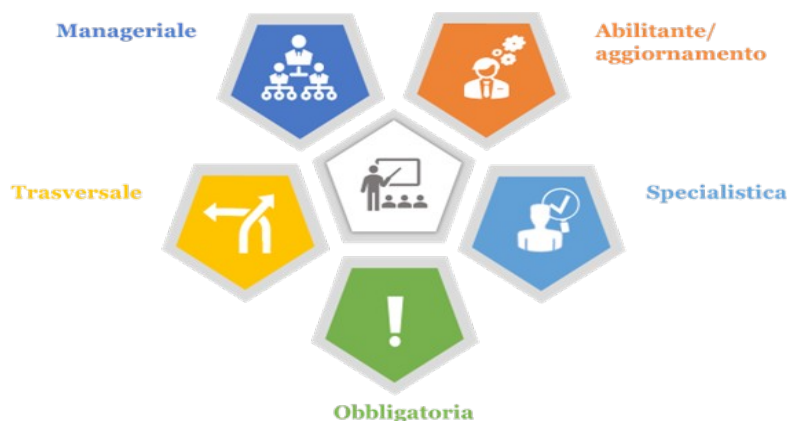 Manageriale
Abilitante/
aggiornamento
Trasversale
Specialistica
!
Obbligatoria